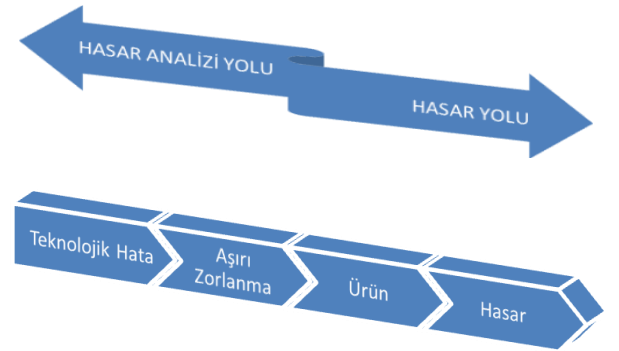 HASAR ANALİZİ YOLU
HASAR YOLU
Teknolojik Hata
Aşırı
Zorlanma
Ürün
Hasar